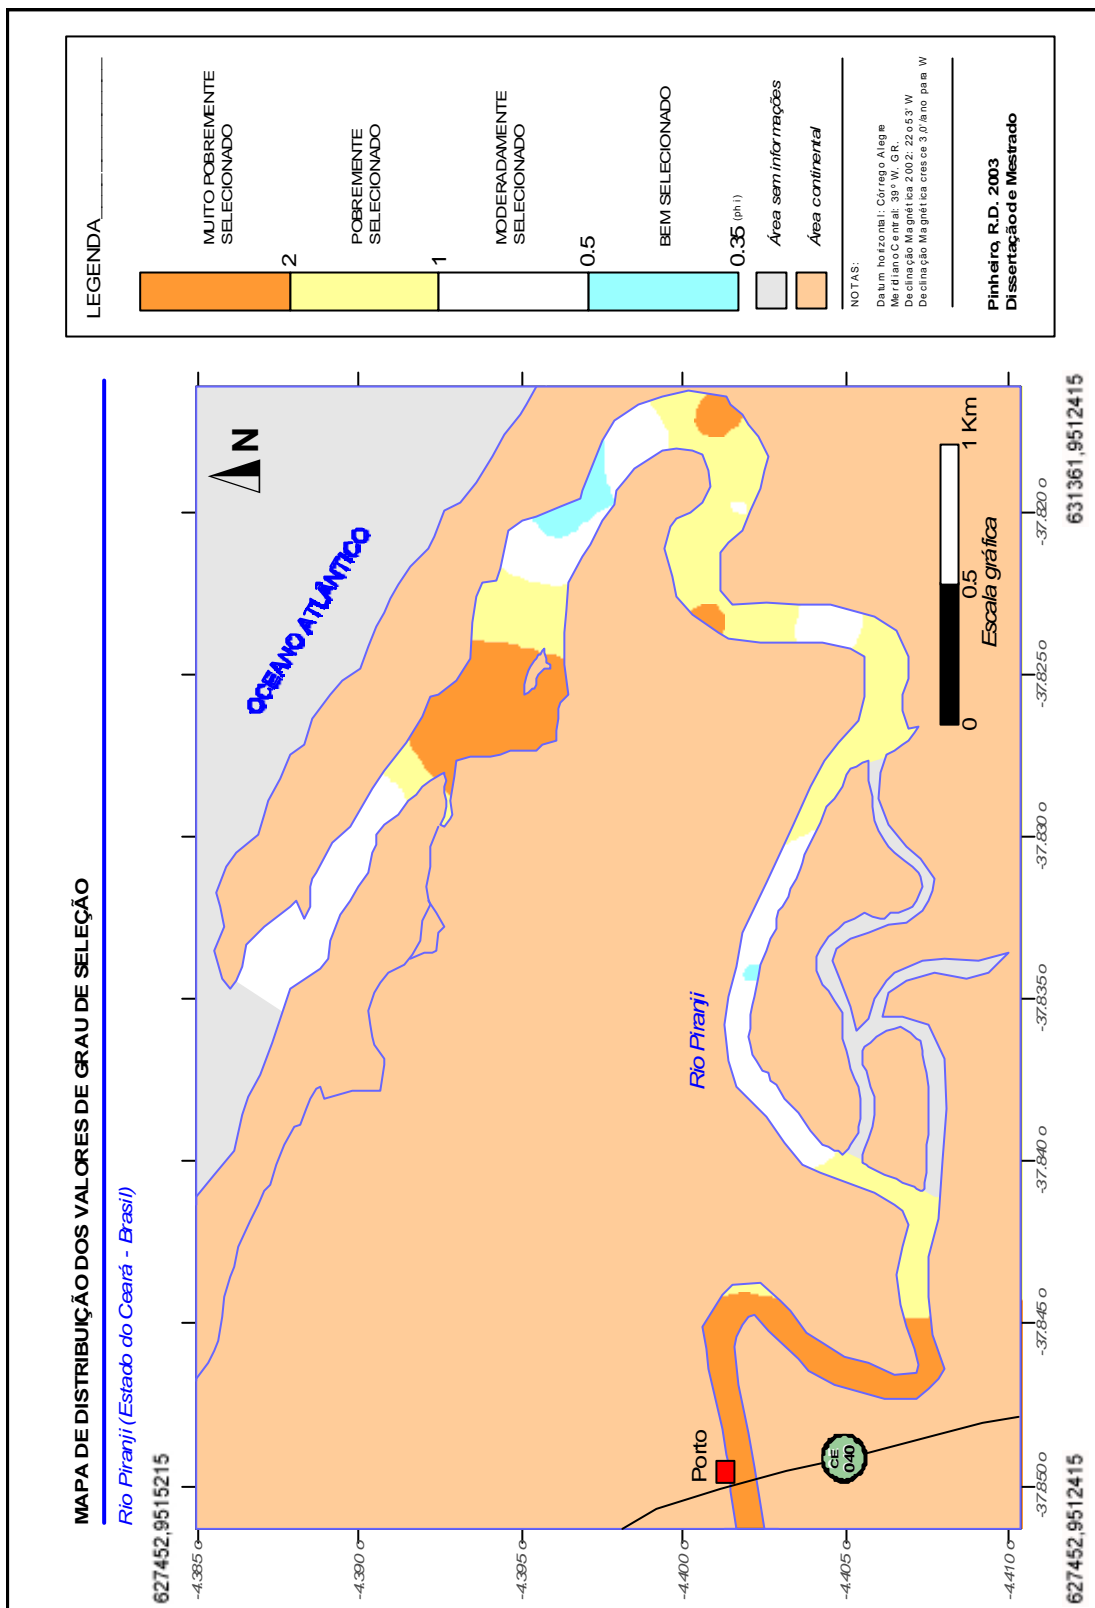 MAPA DE DISTRIBUIÇÃO DOS VALORES DE GRAU DE SELEÇÃO
Rio Piranji (Estado do Ceará - Brasil)
627452,9515215
-4.385 o
-4.390 o
-4.395 o
-4.400 o
-4.405 o
-4.410 o
OCEANO ATLÂNTICO
N
Rio Piranji
Porto
CE
040
0
0.5
1 Km
Escala gráfica
-37.850 o
-37.845 o
-37.840 o
-37.835 o
-37.830 o
-37.825 o
-37.820 o
627452,9512415
631361,9512415
LEGENDA
MUITO POBREMENTE
SELECIONADO
2
POBREMENTE
SELECIONADO
1
MODERADAMENTE
SELECIONADO
0.5
BEM SELECIONADO
0.35 (phi)
Área sem informações
Área continental
NOTAS:
Datum horizontal: Córrego Alegre
Meridiano Central: 39º W. GR.
Declinação Magnética 2002: 22o53' W
Declinação Magnética cresce 3,0'/ano para W
Pinheiro, R.D. 2003
Dissertação de Mestrado